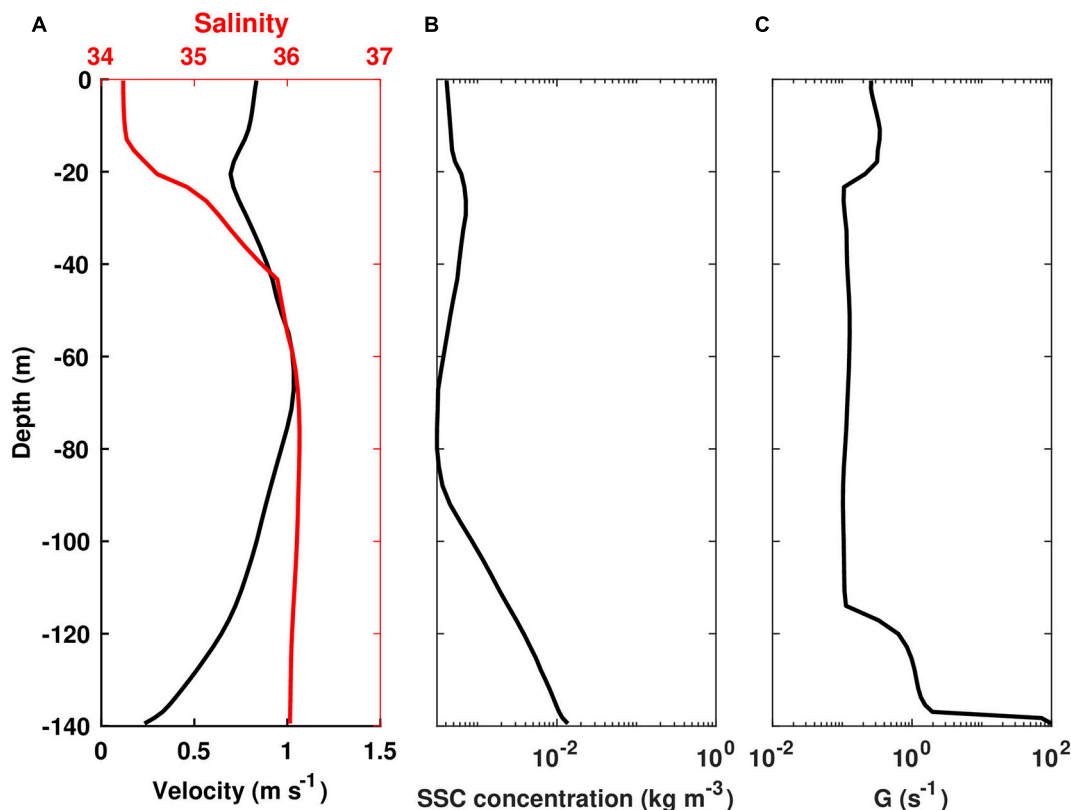 A
Salinity
34 35 36 37
B
C
0
-20
-40
-60
-80
-100
-120
-140
Depth (m)
0 0.5 1 1.5
Velocity (m s⁻¹)
10⁻² 10⁰
SSC concentration (kg m⁻³)
10⁻² 10⁰ 10²
G (s⁻¹)